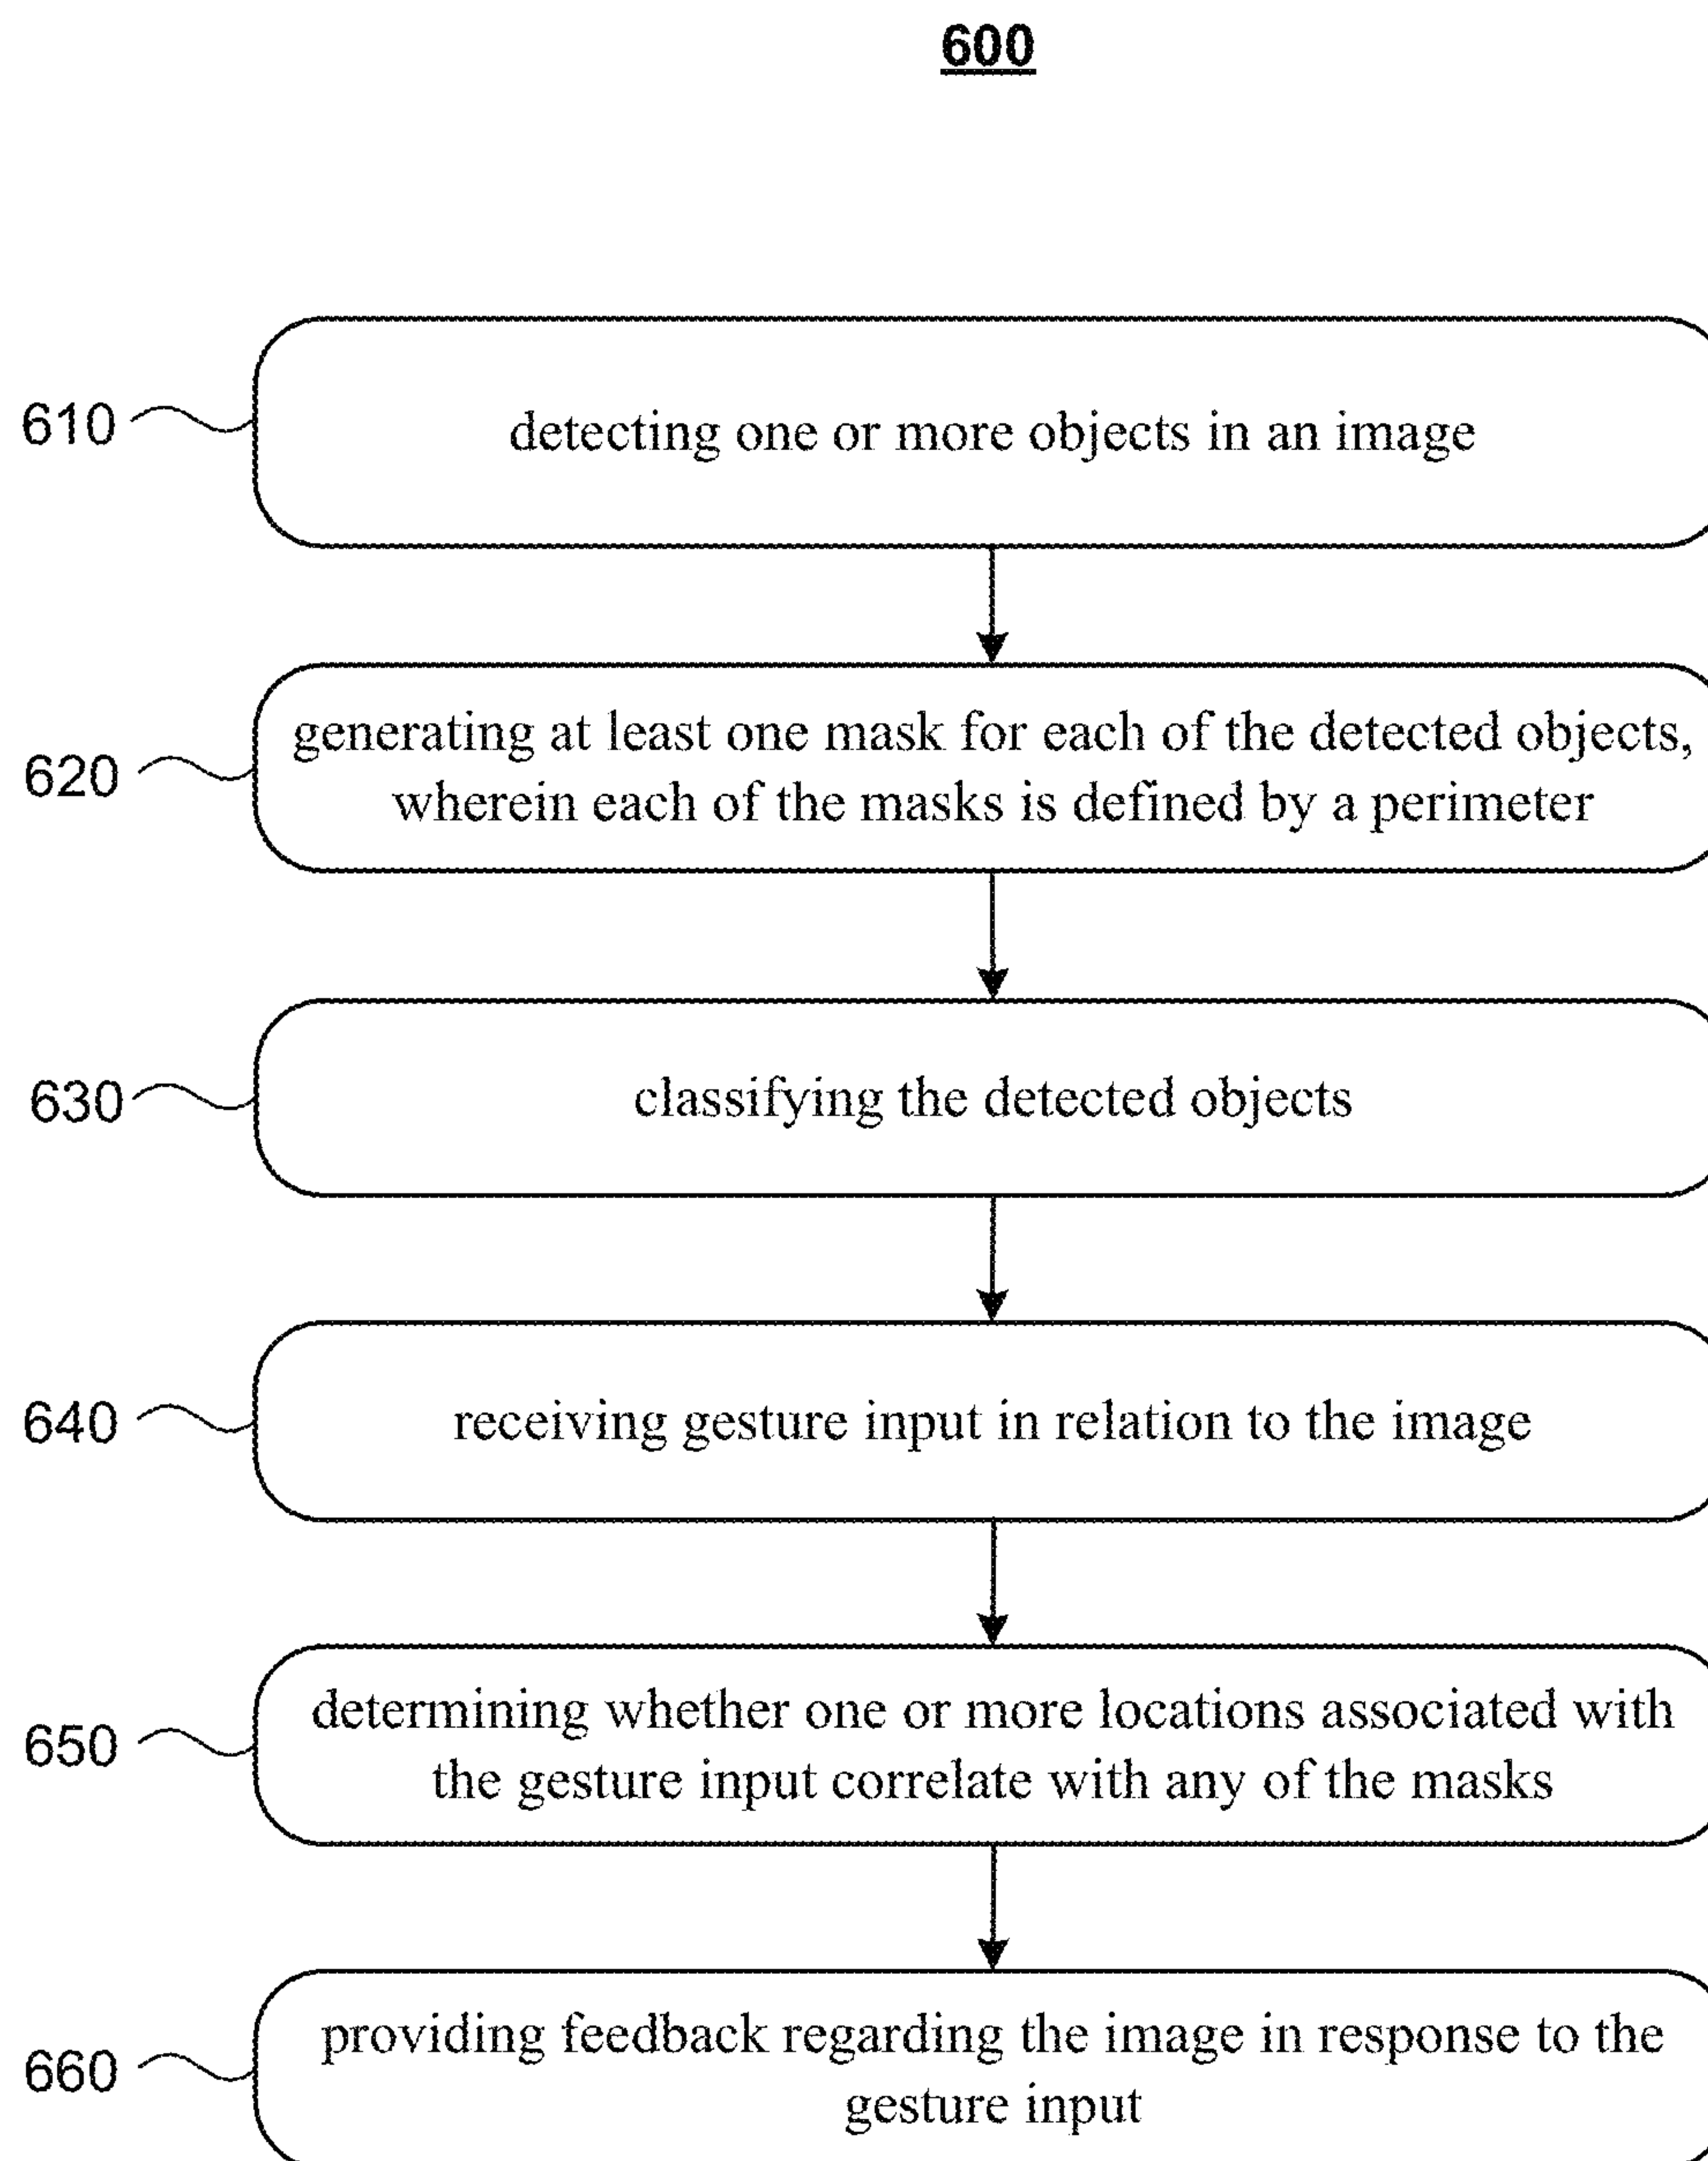 600
610
detecting one or more objects in an image
620
generating at least one mask for each of the detected objects,
wherein each of the masks is defined by a perimeter
630
classifying the detected objects
640
receiving gesture input in relation to the image
650
determining whether one or more locations associated with
the gesture input correlate with any of the masks
660
providing feedback regarding the image in response to the
gesture input